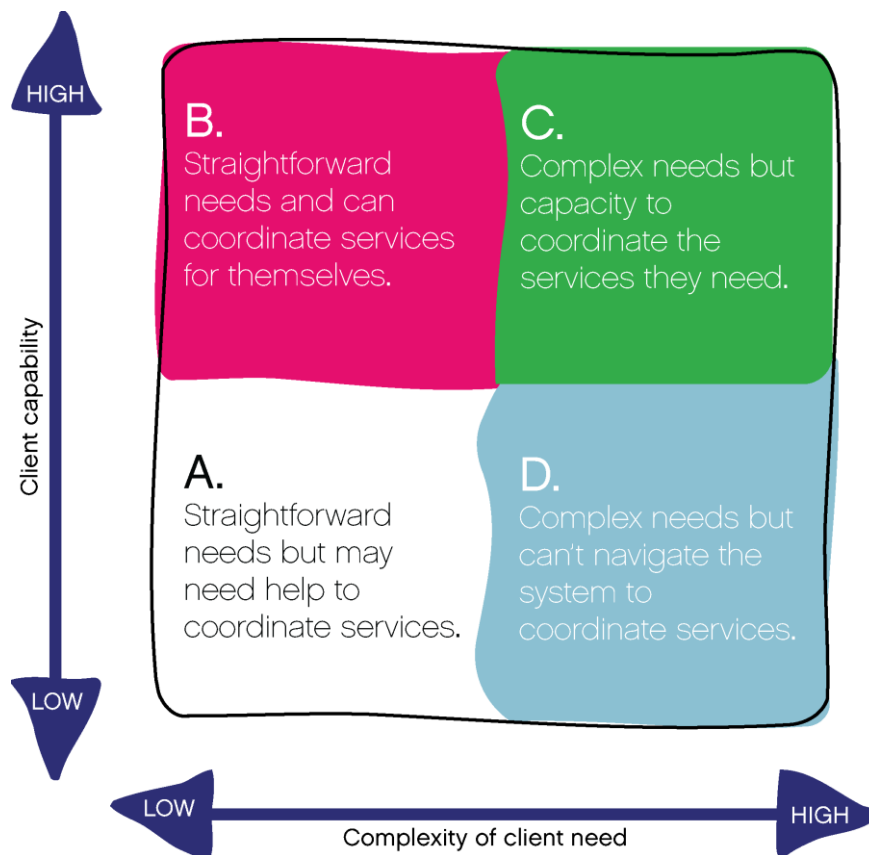 HIGH
Client capability
LOW
B.
Straightforward
needs and can
coordinate services
for themselves.
C.
Complex needs but
capacity to
coordinate the
services they need.
A.
Straightforward
needs but may
need help to
coordinate services.
D.
Complex needs but
can't navigate the
system to
coordinate services.
LOW
Complexity of client need
HIGH